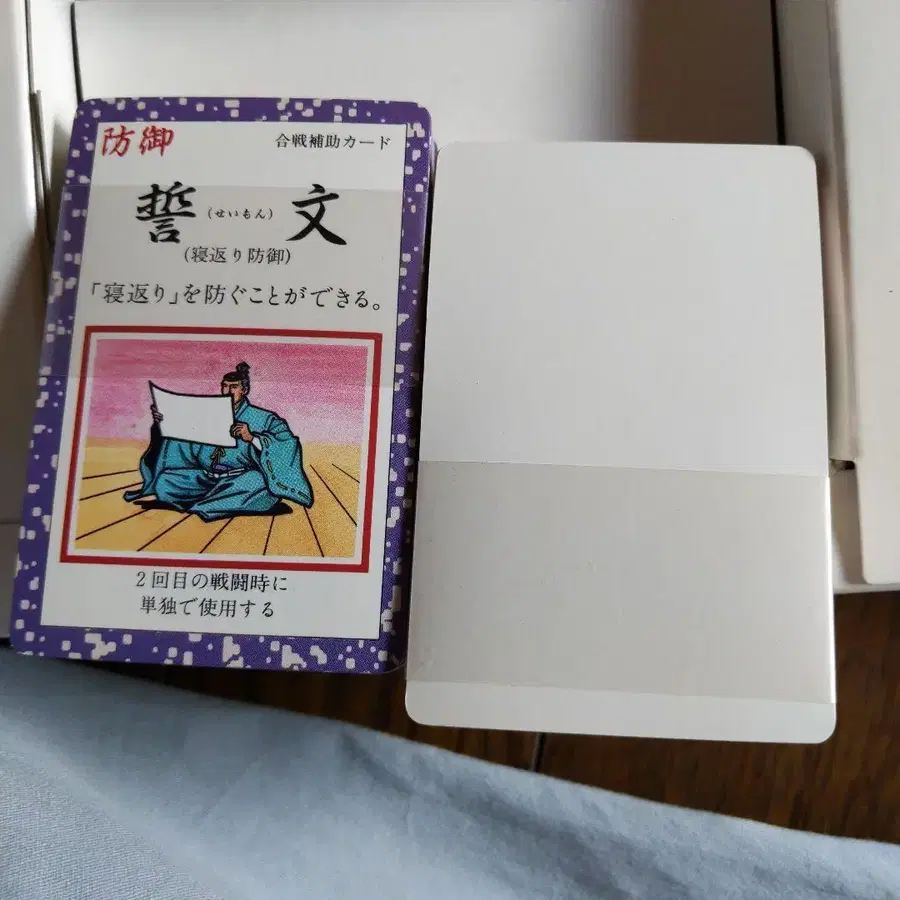 防御
合戦補助カード
誓(せいもん)文
(寝返り防御)
「寝返り」を防ぐことができる。
2回目の戦闘時に
単独で使用する